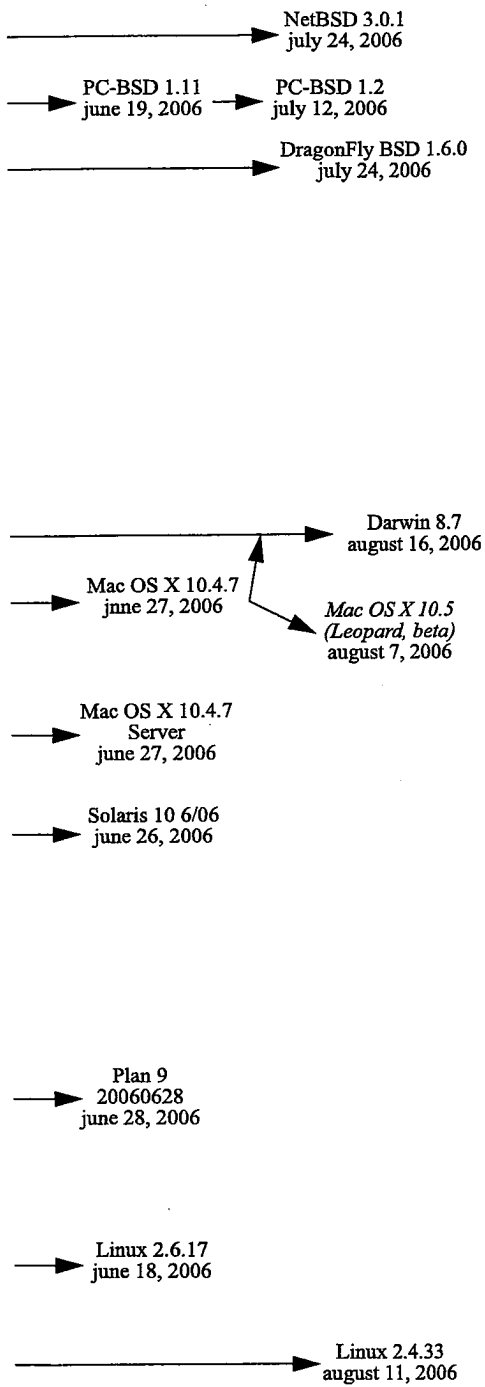 NetBSD 3.0.1
july 24, 2006
PC-BSD 1.11
june 19, 2006
PC-BSD 1.2
july 12, 2006
DragonFly BSD 1.6.0
july 24, 2006
Darwin 8.7
august 16, 2006
Mac OS X 10.4.7
jnne 27, 2006
Mac OS X 10.5
(Leopard, beta)
august 7, 2006
Mac OS X 10.4.7
Server
june 27, 2006
Solaris 10 6/06
june 26, 2006
Plan 9
20060628
june 28, 2006
Linux 2.6.17
june 18, 2006
Linux 2.4.33
august 11, 2006